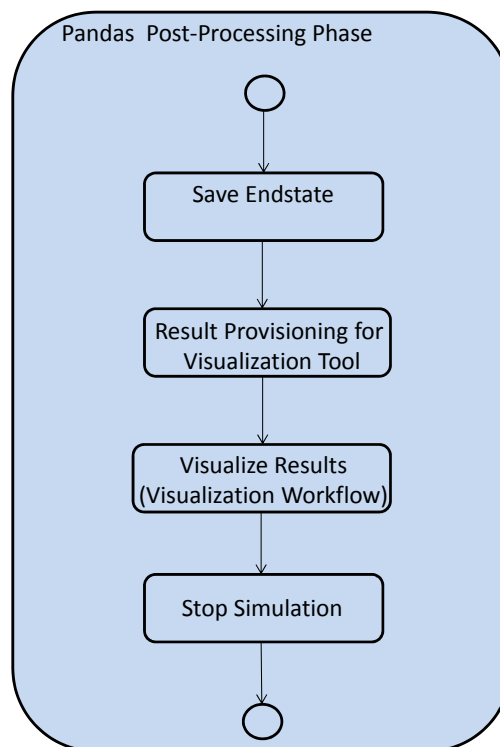 Pandas  Post-Processing Phase
Save Endstate
Result Provisioning for
Visualization Tool
Visualize Results
(Visualization Workflow)
Stop Simulation